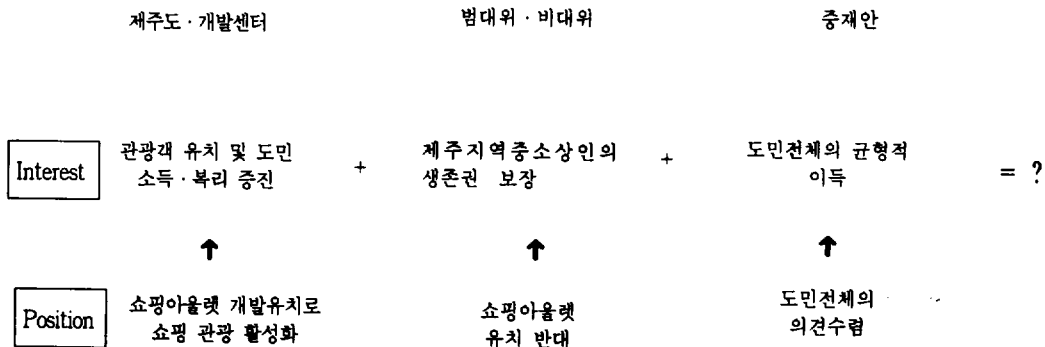 제주도 · 개발센터 범대위 · 비대위 중재안
Interest 관광객 유치 및 도민 + 제주지역중소상인의 + 도민전체의 균형적 = ?
소득 · 복리 증진 생존권 보장 이득
↑ ↑ ↑
Position 쇼핑아울렛 개발유치로 쇼핑아울렛 도민전체의
쇼핑 관광 활성화 유치 반대 의견수렴